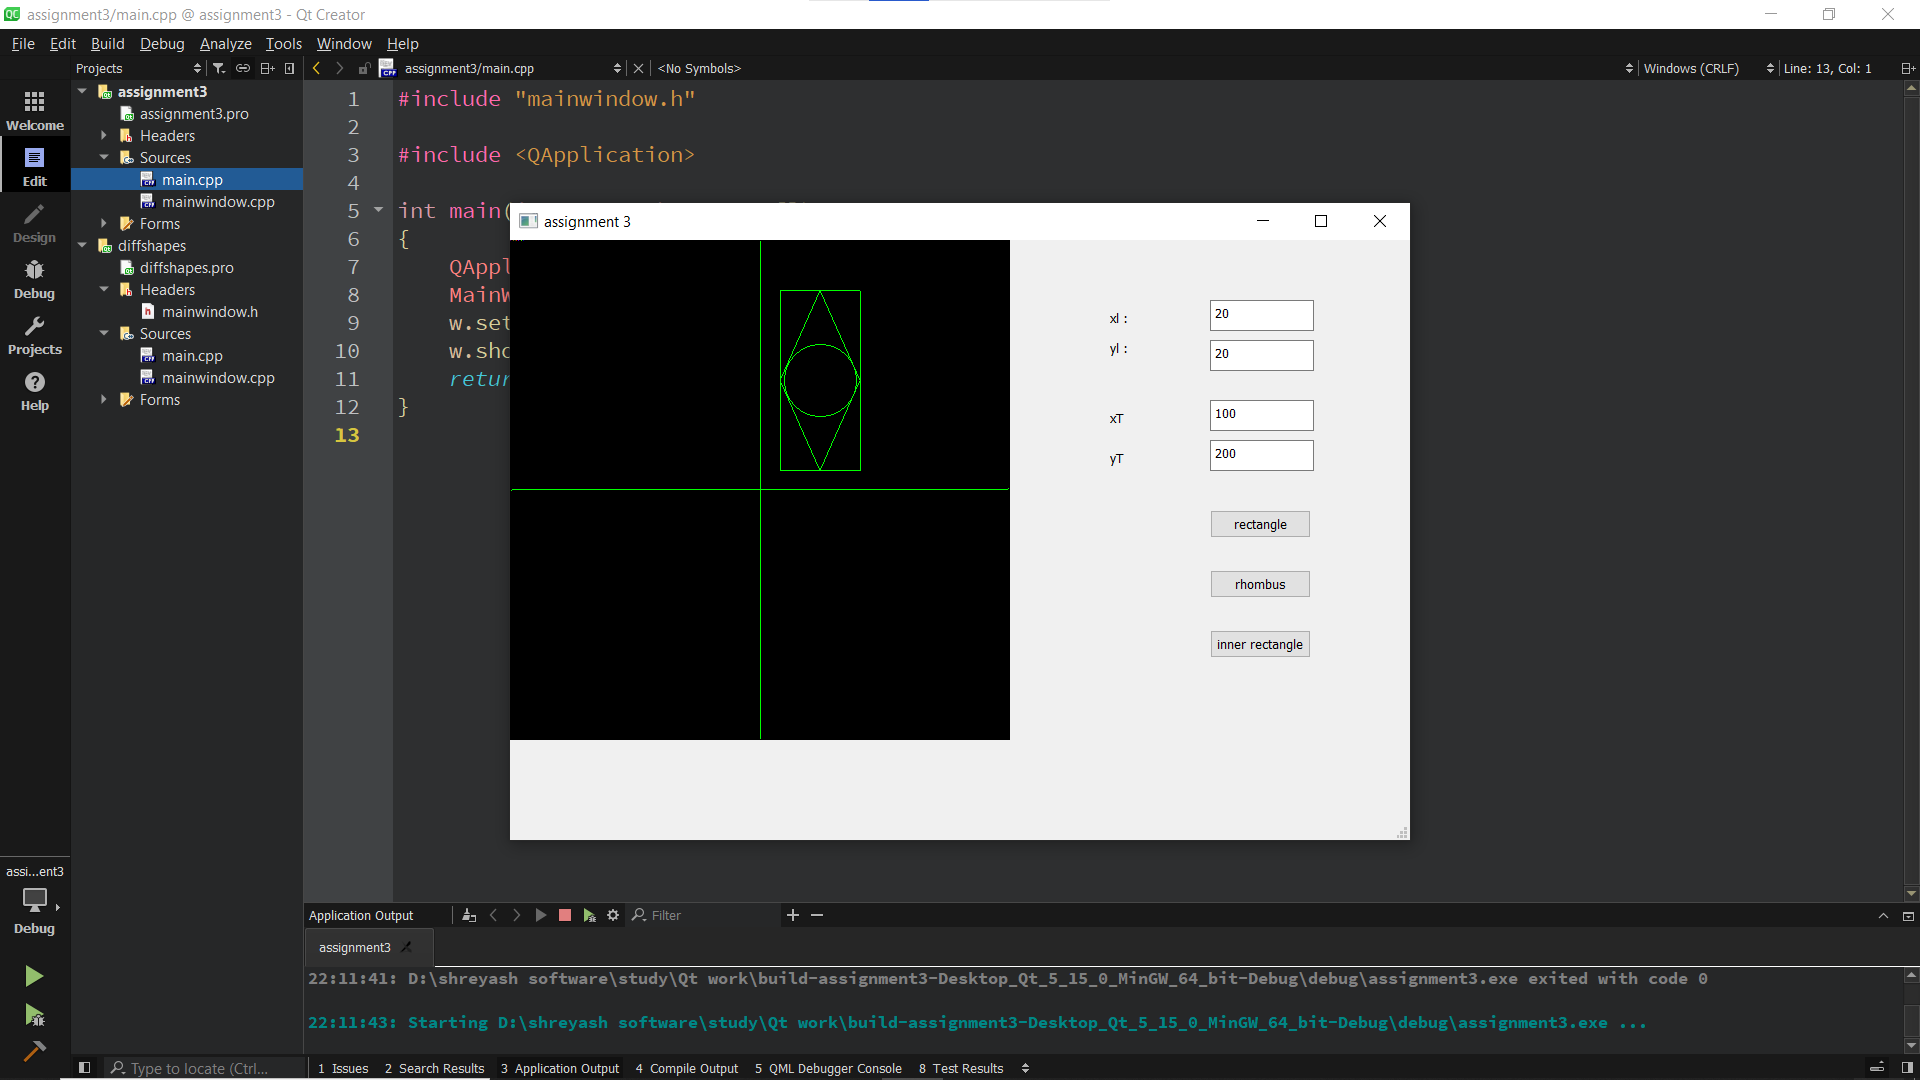 assignment3/main.cpp @ assignment3 - Qt Creator
File Edit Build Debug Analyze Tools Window Help
Projects
assignment3/main.cpp
<No Symbols>
Windows (CRLF)
Line: 13, Col: 1
Welcome
Edit
Design
Debug
Projects
Help
assignment3
assignment3.pro
Headers
Sources
main.cpp
mainwindow.cpp
Forms
diffshapes
diffshapes.pro
Headers
mainwindow.h
Sources
main.cpp
mainwindow.cpp
Forms
1 #include "mainwindow.h"
2
3 #include <QApplication>
4
5 int main(
6 {
7 QAppl
8 MainW
9 w.set
10 w.sho
11 retur
12 }
13
assignment 3
xl :
20
yl :
20
xT
100
yT
200
rectangle
rhombus
inner rectangle
assi...ent3
Debug
Application Output
Filter
assignment3
22:11:41: D:\shreyash software\study\Qt work\build-assignment3-Desktop_Qt_5_15_0_MinGW_64_bit-Debug\debug\assignment3.exe exited with code 0
22:11:43: Starting D:\shreyash software\study\Qt work\build-assignment3-Desktop_Qt_5_15_0_MinGW_64_bit-Debug\debug\assignment3.exe ...
Type to locate (Ctrl...
1 Issues 2 Search Results 3 Application Output 4 Compile Output 5 QML Debugger Console 8 Test Results